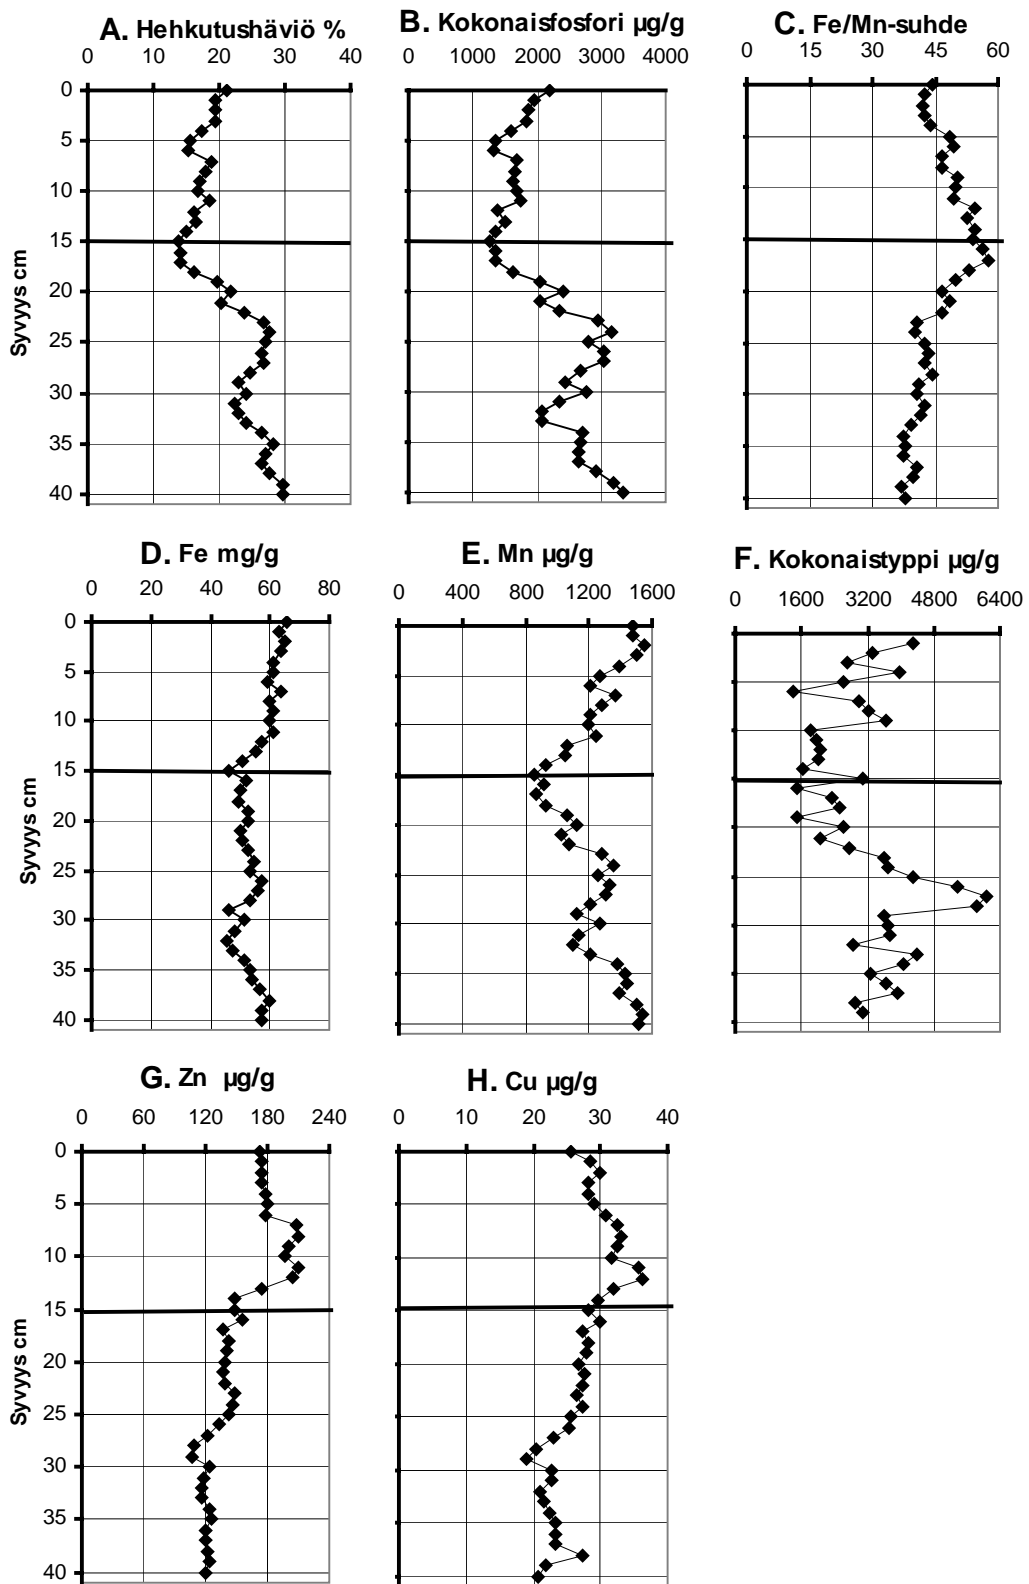 A. Hehkutushäviö %
0 10 20 30 40
0
5
10
15
20
25
30
35
40
Syvyys cm
B. Kokonaisfosfori µg/g
0 1000 2000 3000 4000
C. Fe/Mn-suhde
0 15 30 45 60
D. Fe mg/g
0 20 40 60 80
0
5
10
15
20
25
30
35
40
Syvyys cm
E. Mn µg/g
0 400 800 1200 1600
F. Kokonaistyppi µg/g
0 1600 3200 4800 6400
G. Zn µg/g
0 60 120 180 240
0
5
10
15
20
25
30
35
40
Syvyys cm
H. Cu µg/g
0 10 20 30 40